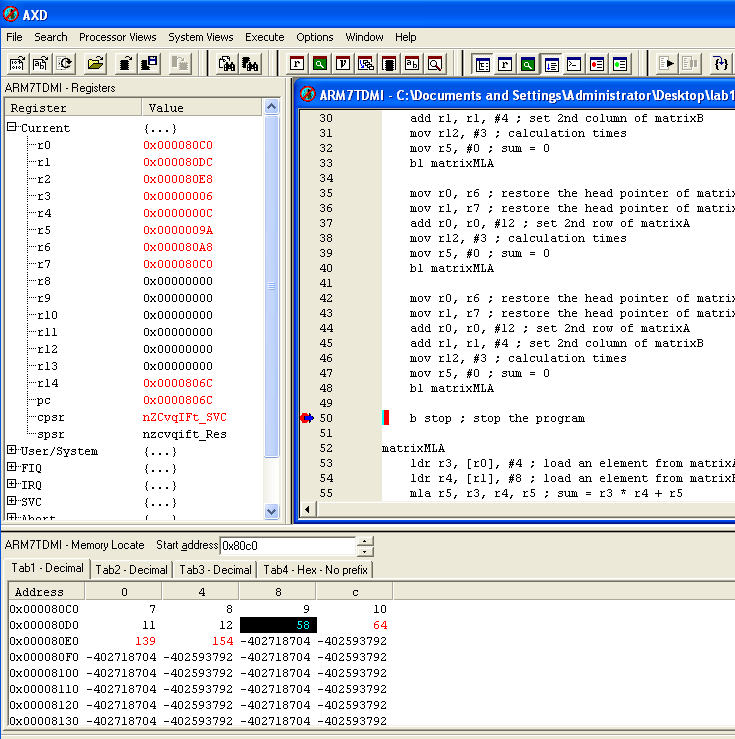 AXD
File Search Processor Views System Views Execute Options Window Help
ARM7TDMI - Registers
Register Value
Current {...}
r0 0x000080C0
r1 0x000080DC
r2 0x000080E8
r3 0x00000006
r4 0x0000000C
r5 0x0000009A
r6 0x000080A8
r7 0x000080C0
r8 0x00000000
r9 0x00000000
r10 0x00000000
r11 0x00000000
r12 0x00000000
r13 0x00000000
r14 0x0000806C
pc 0x0000806C
cpsr nZCvqIFt_SVC
spsr nzcvqift_Res
User/System {...}
FIQ {...}
IRQ {...}
SVC {...}
Abort {...}
ARM7TDMI - C:\Documents and Settings\Administrator\Desktop\lab1
30 add r1, r1, #4 ; set 2nd column of matrixB
31 mov r12, #3 ; calculation times
32 mov r5, #0 ; sum = 0
33 bl matrixMLA
34
35 mov r0, r6 ; restore the head pointer of matrix
36 mov r1, r7 ; restore the head pointer of matrix
37 add r0, r0, #12 ; set 2nd row of matrixA
38 mov r12, #3 ; calculation times
39 mov r5, #0 ; sum = 0
40 bl matrixMLA
41
42 mov r0, r6 ; restore the head pointer of matrix
43 mov r1, r7 ; restore the head pointer of matrix
44 add r0, r0, #12 ; set 2nd row of matrixA
45 add r1, r1, #4 ; set 2nd column of matrixB
46 mov r12, #3 ; calculation times
47 mov r5, #0 ; sum = 0
48 bl matrixMLA
49
50 b stop ; stop the program
51
52 matrixMLA
53 ldr r3, [r0], #4 ; load an element from matrixA
54 ldr r4, [r1], #8 ; load an element from matrixB
55 mla r5, r3, r4, r5 ; sum = r3 * r4 + r5
ARM7TDMI - Memory Locate Start address 0x80c0
Tab1 - Decimal Tab2 - Decimal Tab3 - Decimal Tab4 - Hex - No prefix
Address 0 4 8 c
0x000080C0 7 8 9 10
0x000080D0 11 12 58 64
0x000080E0 139 154 -402718704 -402593792
0x000080F0 -402718704 -402593792 -402718704 -402593792
0x00008100 -402718704 -402593792 -402718704 -402593792
0x00008110 -402718704 -402593792 -402718704 -402593792
0x00008120 -402718704 -402593792 -402718704 -402593792
0x00008130 -402718704 -402593792 -402718704 -402593792